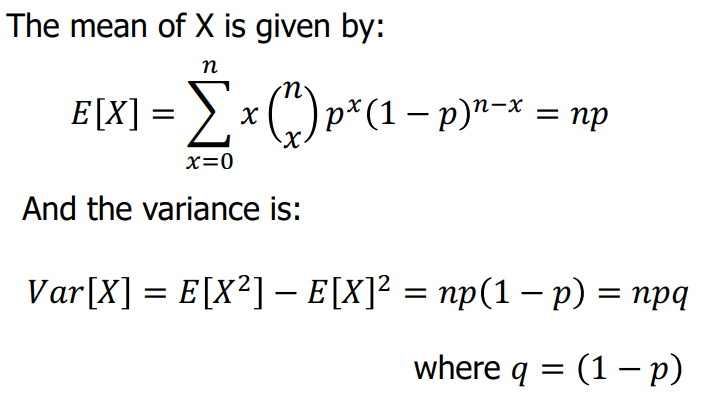 The mean of X is given by:
E[X] = ∑_{x=0}^{n} x (n x) pˣ(1 − p)ⁿ⁻ˣ = np
And the variance is:
Var[X] = E[X²] − E[X]² = np(1 − p) = npq
where q = (1 − p)